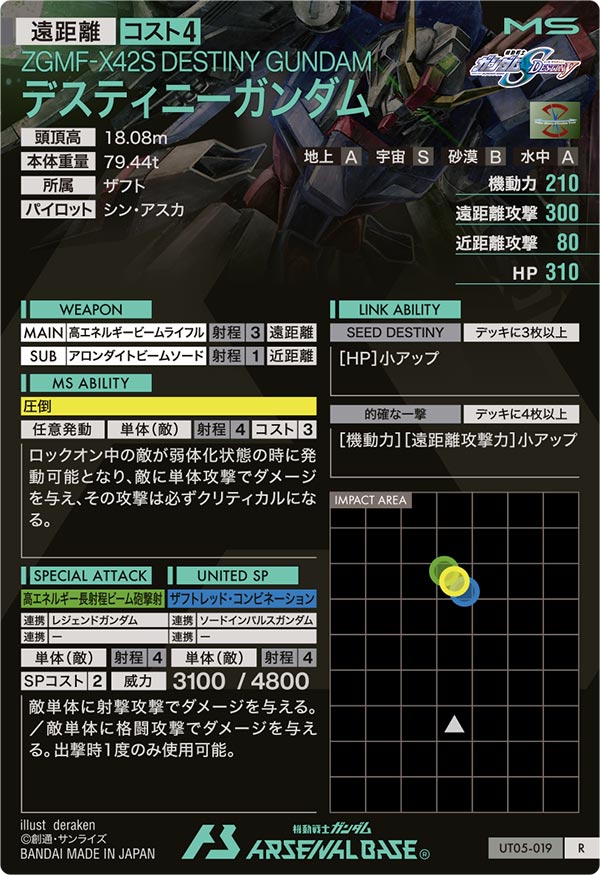 遠距離 コスト4
MS
ZGMF-X42S DESTINY GUNDAM
デスティニーガンダム
機動戦士
ガンダムSEED DESTINY
頭頂高 18.08m
本体重量 79.44t
所属 ザフト
パイロット シン・アスカ
地上 A 宇宙 S 砂漠 B 水中 A
機動力 210
遠距離攻撃 300
近距離攻撃 80
HP 310
WEAPON
MAIN 高エネルギービームライフル 射程 3 遠距離
SUB アロンダイトビームソード 射程 1 近距離
MS ABILITY
圧倒
任意発動 単体(敵) 射程 4 コスト 3
ロックオン中の敵が弱体化状態の時に発
動可能となり、敵に単体攻撃でダメージ
を与え、その攻撃は必ずクリティカルにな
る。
LINK ABILITY
SEED DESTINY デッキに3枚以上
[HP]小アップ
的確な一撃 デッキに4枚以上
[機動力][遠距離攻撃力]小アップ
IMPACT AREA
SPECIAL ATTACK UNITED SP
高エネルギー長射程ビーム砲撃射 ザフトレッド・コンビネーション
連携 レジェンドガンダム 連携 ソードインパルスガンダム
連携 ー 連携 ー
単体(敵) 射程 4 単体(敵) 射程 4
SPコスト 2 威力 3100 / 4800
敵単体に射撃攻撃でダメージを与える。
/敵単体に格闘攻撃でダメージを与え
る。出撃時1度のみ使用可能。
illust deraken
©創通・サンライズ
BANDAI MADE IN JAPAN
機動戦士ガンダム
AB ARSENAL BASE®
UT05-019 R